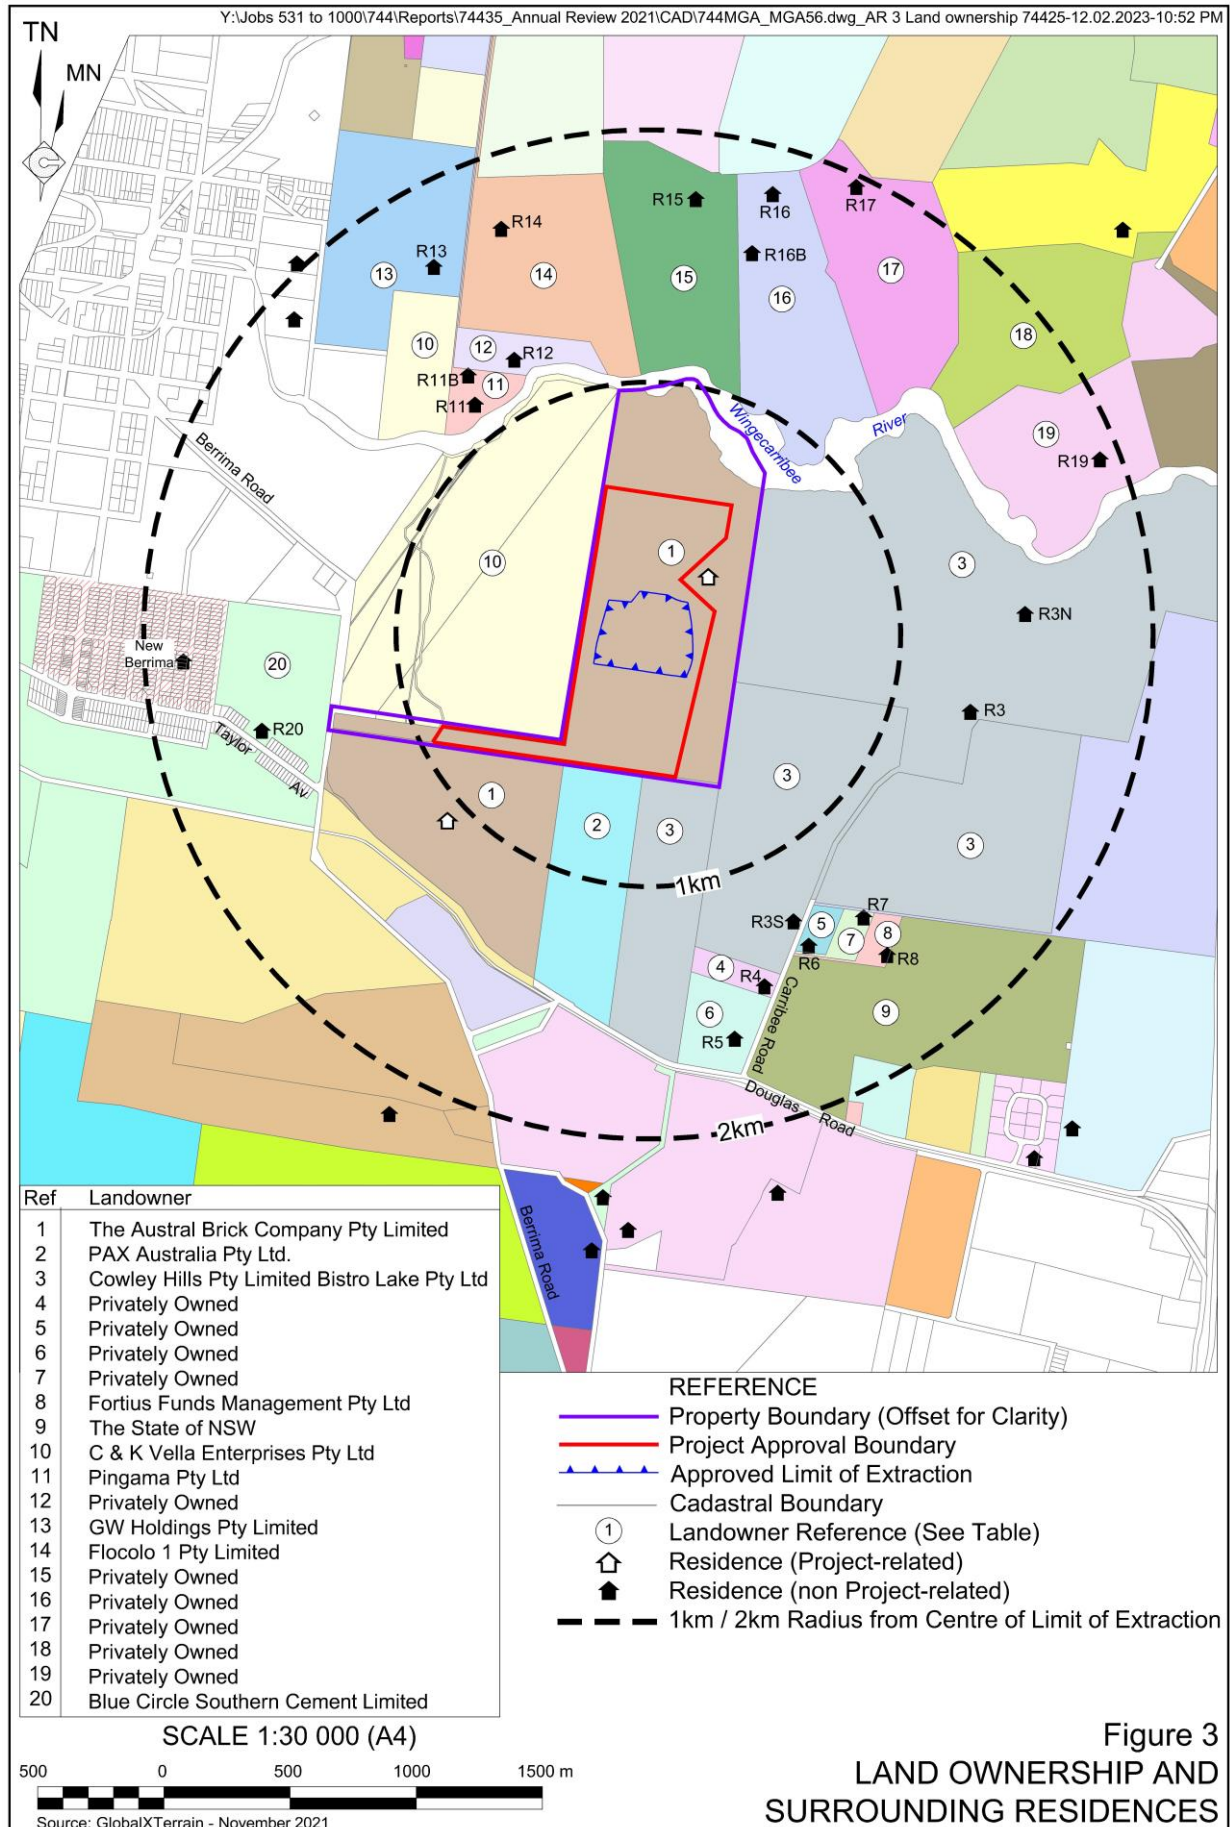 Y:\Jobs 531 to 1000\744\Reports\74435_Annual Review 2021\CAD\744MGA_MGA56.dwg_AR 3 Land ownership 74425-12.02.2023-10:52 PM
TN
MN
R15
R16
R17
R14
R16B
R13
13
14
15
16
17
18
10
12
R12
R11B
11
R11
Wingecarribee
River
19
R19
Berrima Road
1
10
3
R3N
New
Berrima
20
R20
Taylor
Av
R3
1
2
3
3
3
1km
R3S
5
R7
7
8
R6
R8
4
R4
6
R5
Carribee Road
9
Douglas Road
2km
Berrima Road
Ref Landowner
1 The Austral Brick Company Pty Limited
2 PAX Australia Pty Ltd.
3 Cowley Hills Pty Limited Bistro Lake Pty Ltd
4 Privately Owned
5 Privately Owned
6 Privately Owned
7 Privately Owned
8 Fortius Funds Management Pty Ltd
9 The State of NSW
10 C & K Vella Enterprises Pty Ltd
11 Pingama Pty Ltd
12 Privately Owned
13 GW Holdings Pty Limited
14 Flocolo 1 Pty Limited
15 Privately Owned
16 Privately Owned
17 Privately Owned
18 Privately Owned
19 Privately Owned
20 Blue Circle Southern Cement Limited
REFERENCE
Property Boundary (Offset for Clarity)
Project Approval Boundary
Approved Limit of Extraction
Cadastral Boundary
1 Landowner Reference (See Table)
Residence (Project-related)
Residence (non Project-related)
1km / 2km Radius from Centre of Limit of Extraction
SCALE 1:30 000 (A4)
500 0 500 1000 1500 m
Source: GlobalXTerrain - November 2021
Figure 3
LAND OWNERSHIP AND
SURROUNDING RESIDENCES